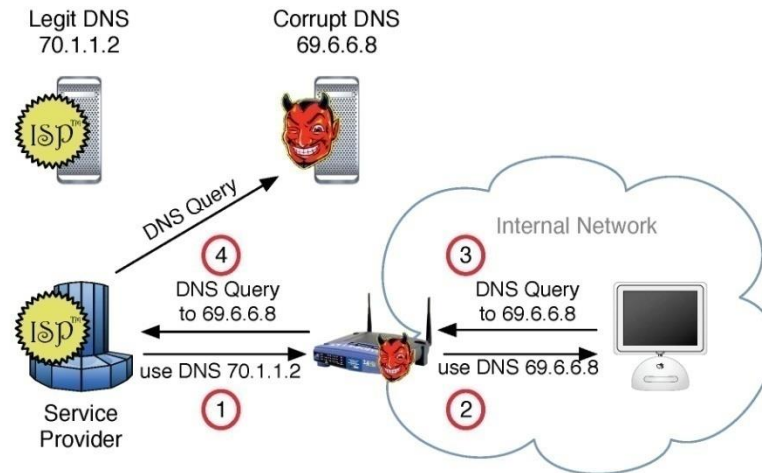 Legit DNS
70.1.1.2
Corrupt DNS
69.6.6.8
ISP™
DNS Query
Internal Network
4
3
DNS Query
to 69.6.6.8
DNS Query
to 69.6.6.8
ISP™
use DNS 70.1.1.2
use DNS 69.6.6.8
Service
Provider
1
2